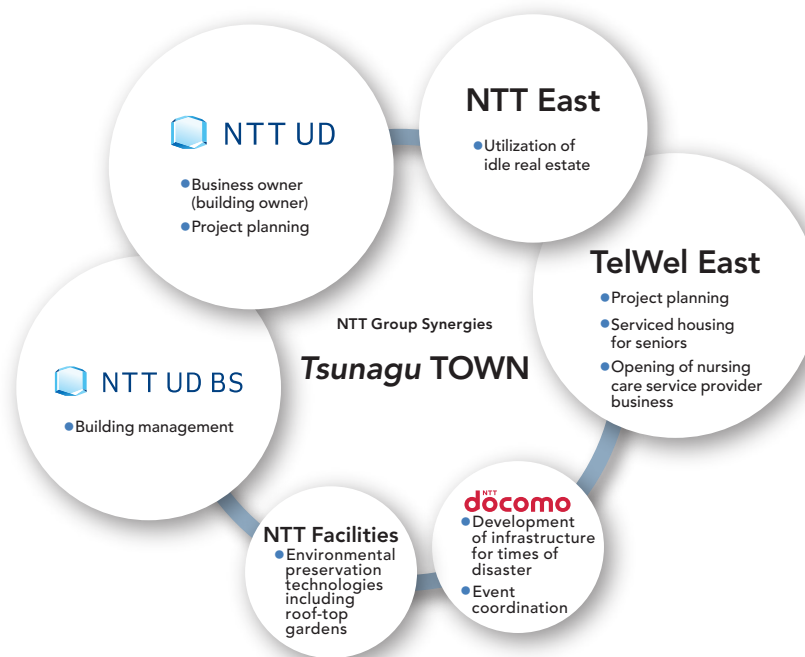 NTT UD
●Business owner
(building owner)
●Project planning
NTT East
●Utilization of
idle real estate
TelWel East
●Project planning
●Serviced housing
for seniors
●Opening of nursing
care service provider
business
NTT Group Synergies
Tsunagu TOWN
NTT UD BS
●Building management
NTT Facilities
●Environmental
preservation
technologies
including
roof-top
gardens
NTT
döcomo
●Development
of infrastructure
for times of
disaster
●Event
coordination